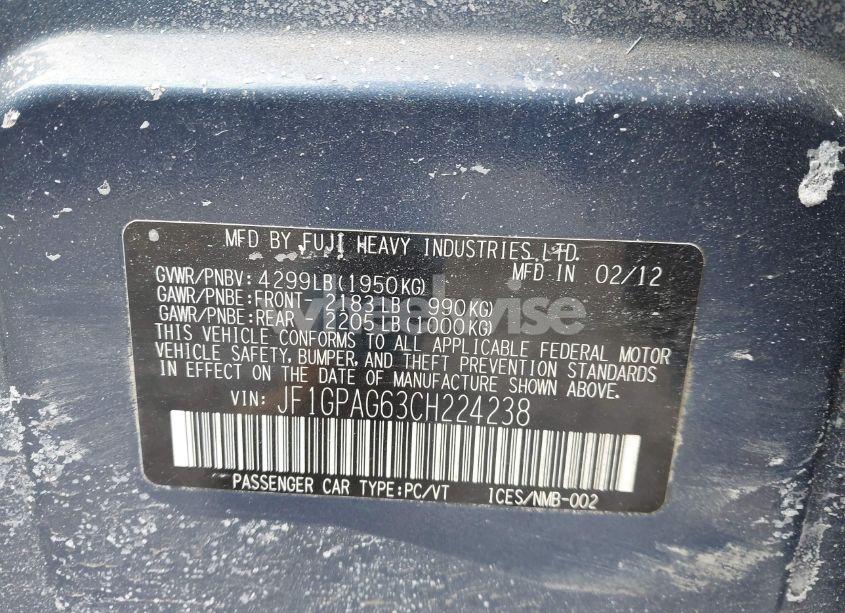 MFD BY FUJI HEAVY INDUSTRIES LTD.
MFD IN 02/12
GVWR/PNBV: 4299LB(1950KG)
GAWR/PNBE:FRONT- 2183LB( 990KG)
GAWR/PNBE:REAR / 2205LB(1000KG)
THIS VEHICLE CONFORMS TO ALL APPLICABLE FEDERAL MOTOR
VEHICLE SAFETY, BUMPER, AND THEFT PREVENTION STANDARDS
IN EFFECT ON THE DATE OF MANUFACTURE SHOWN ABOVE.
VIN: JF1GPAG63CH224238
PASSENGER CAR TYPE:PC/VT ICES/NMB-002
wheelwise